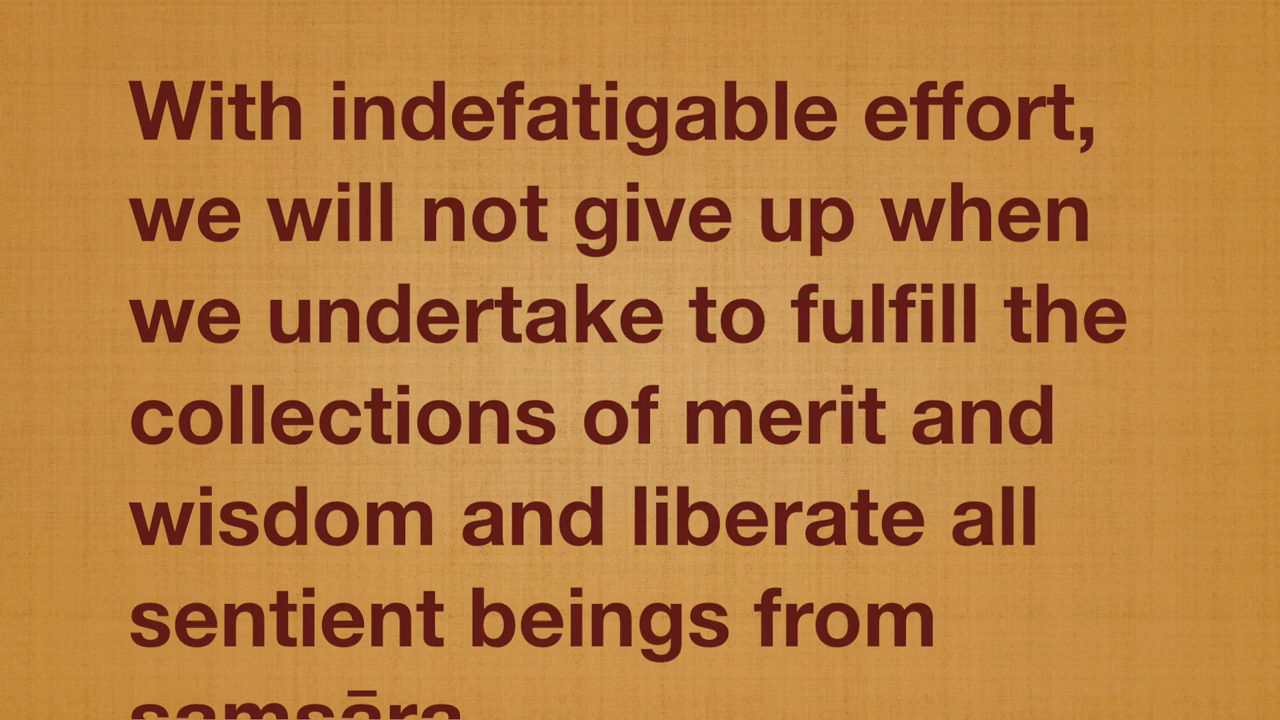 With indefatigable effort,
we will not give up when
we undertake to fulfill the
collections of merit and
wisdom and liberate all
sentient beings from